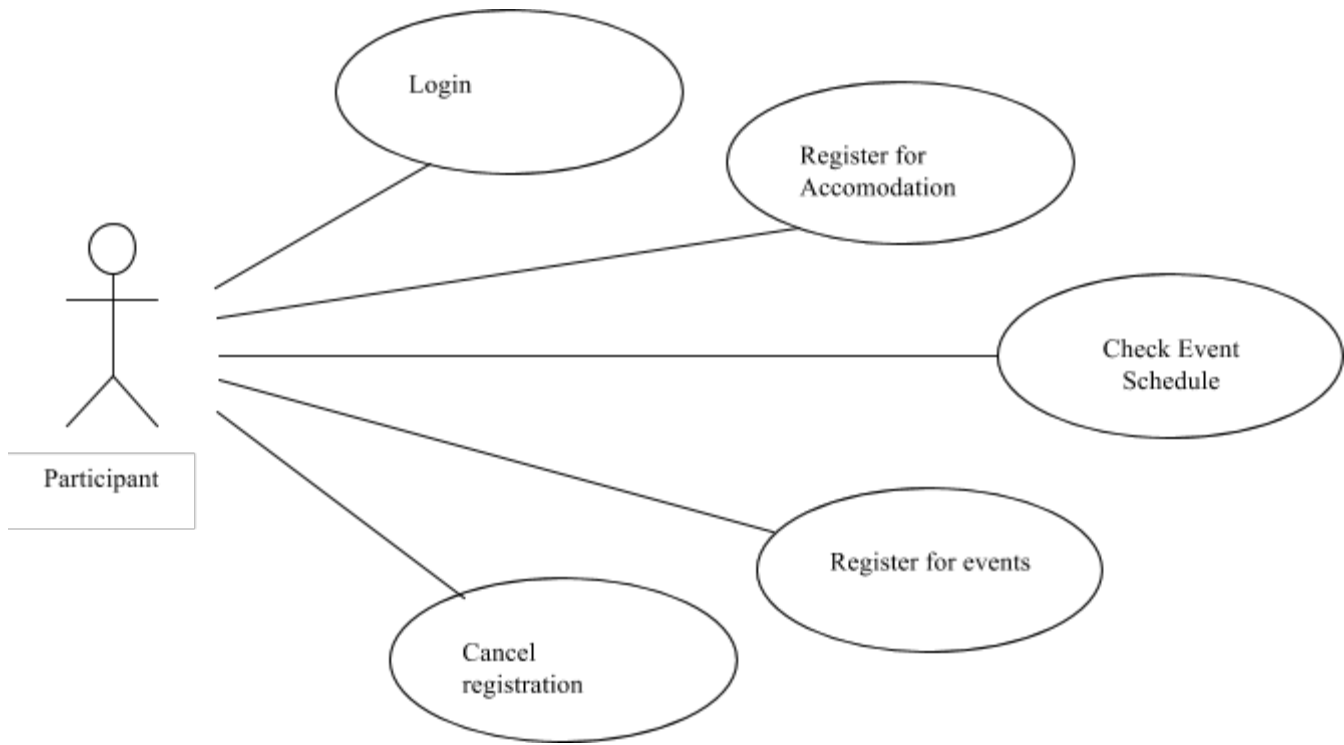 Login
Register for
Accomodation
Check Event
Schedule
Participant
Register for events
Cancel
registration